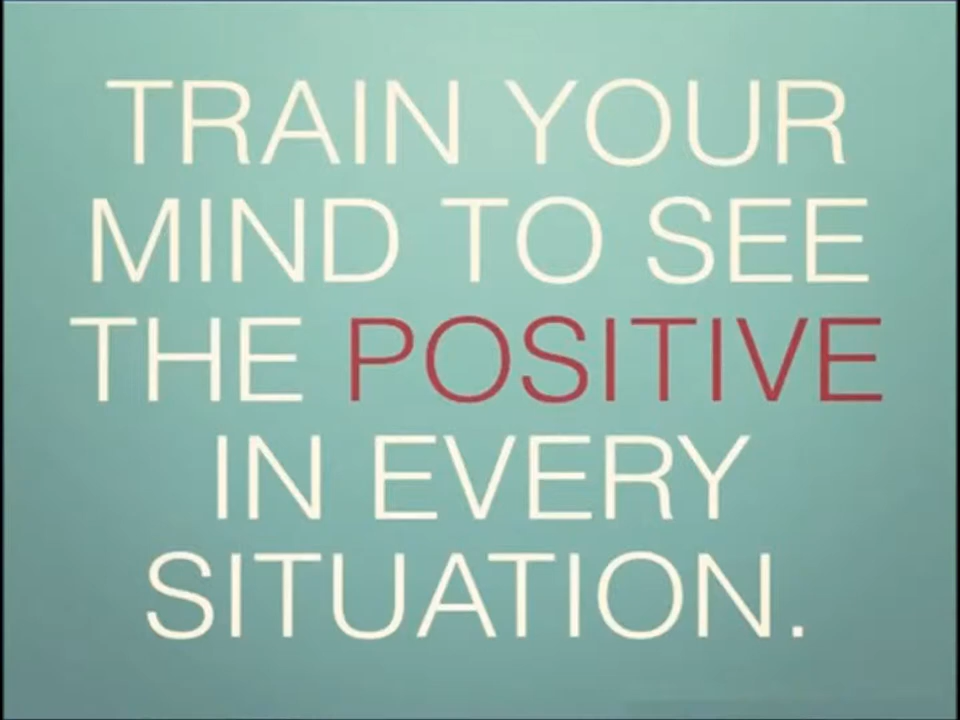 TRAIN YOUR
MIND TO SEE
THE POSITIVE
IN EVERY
SITUATION.